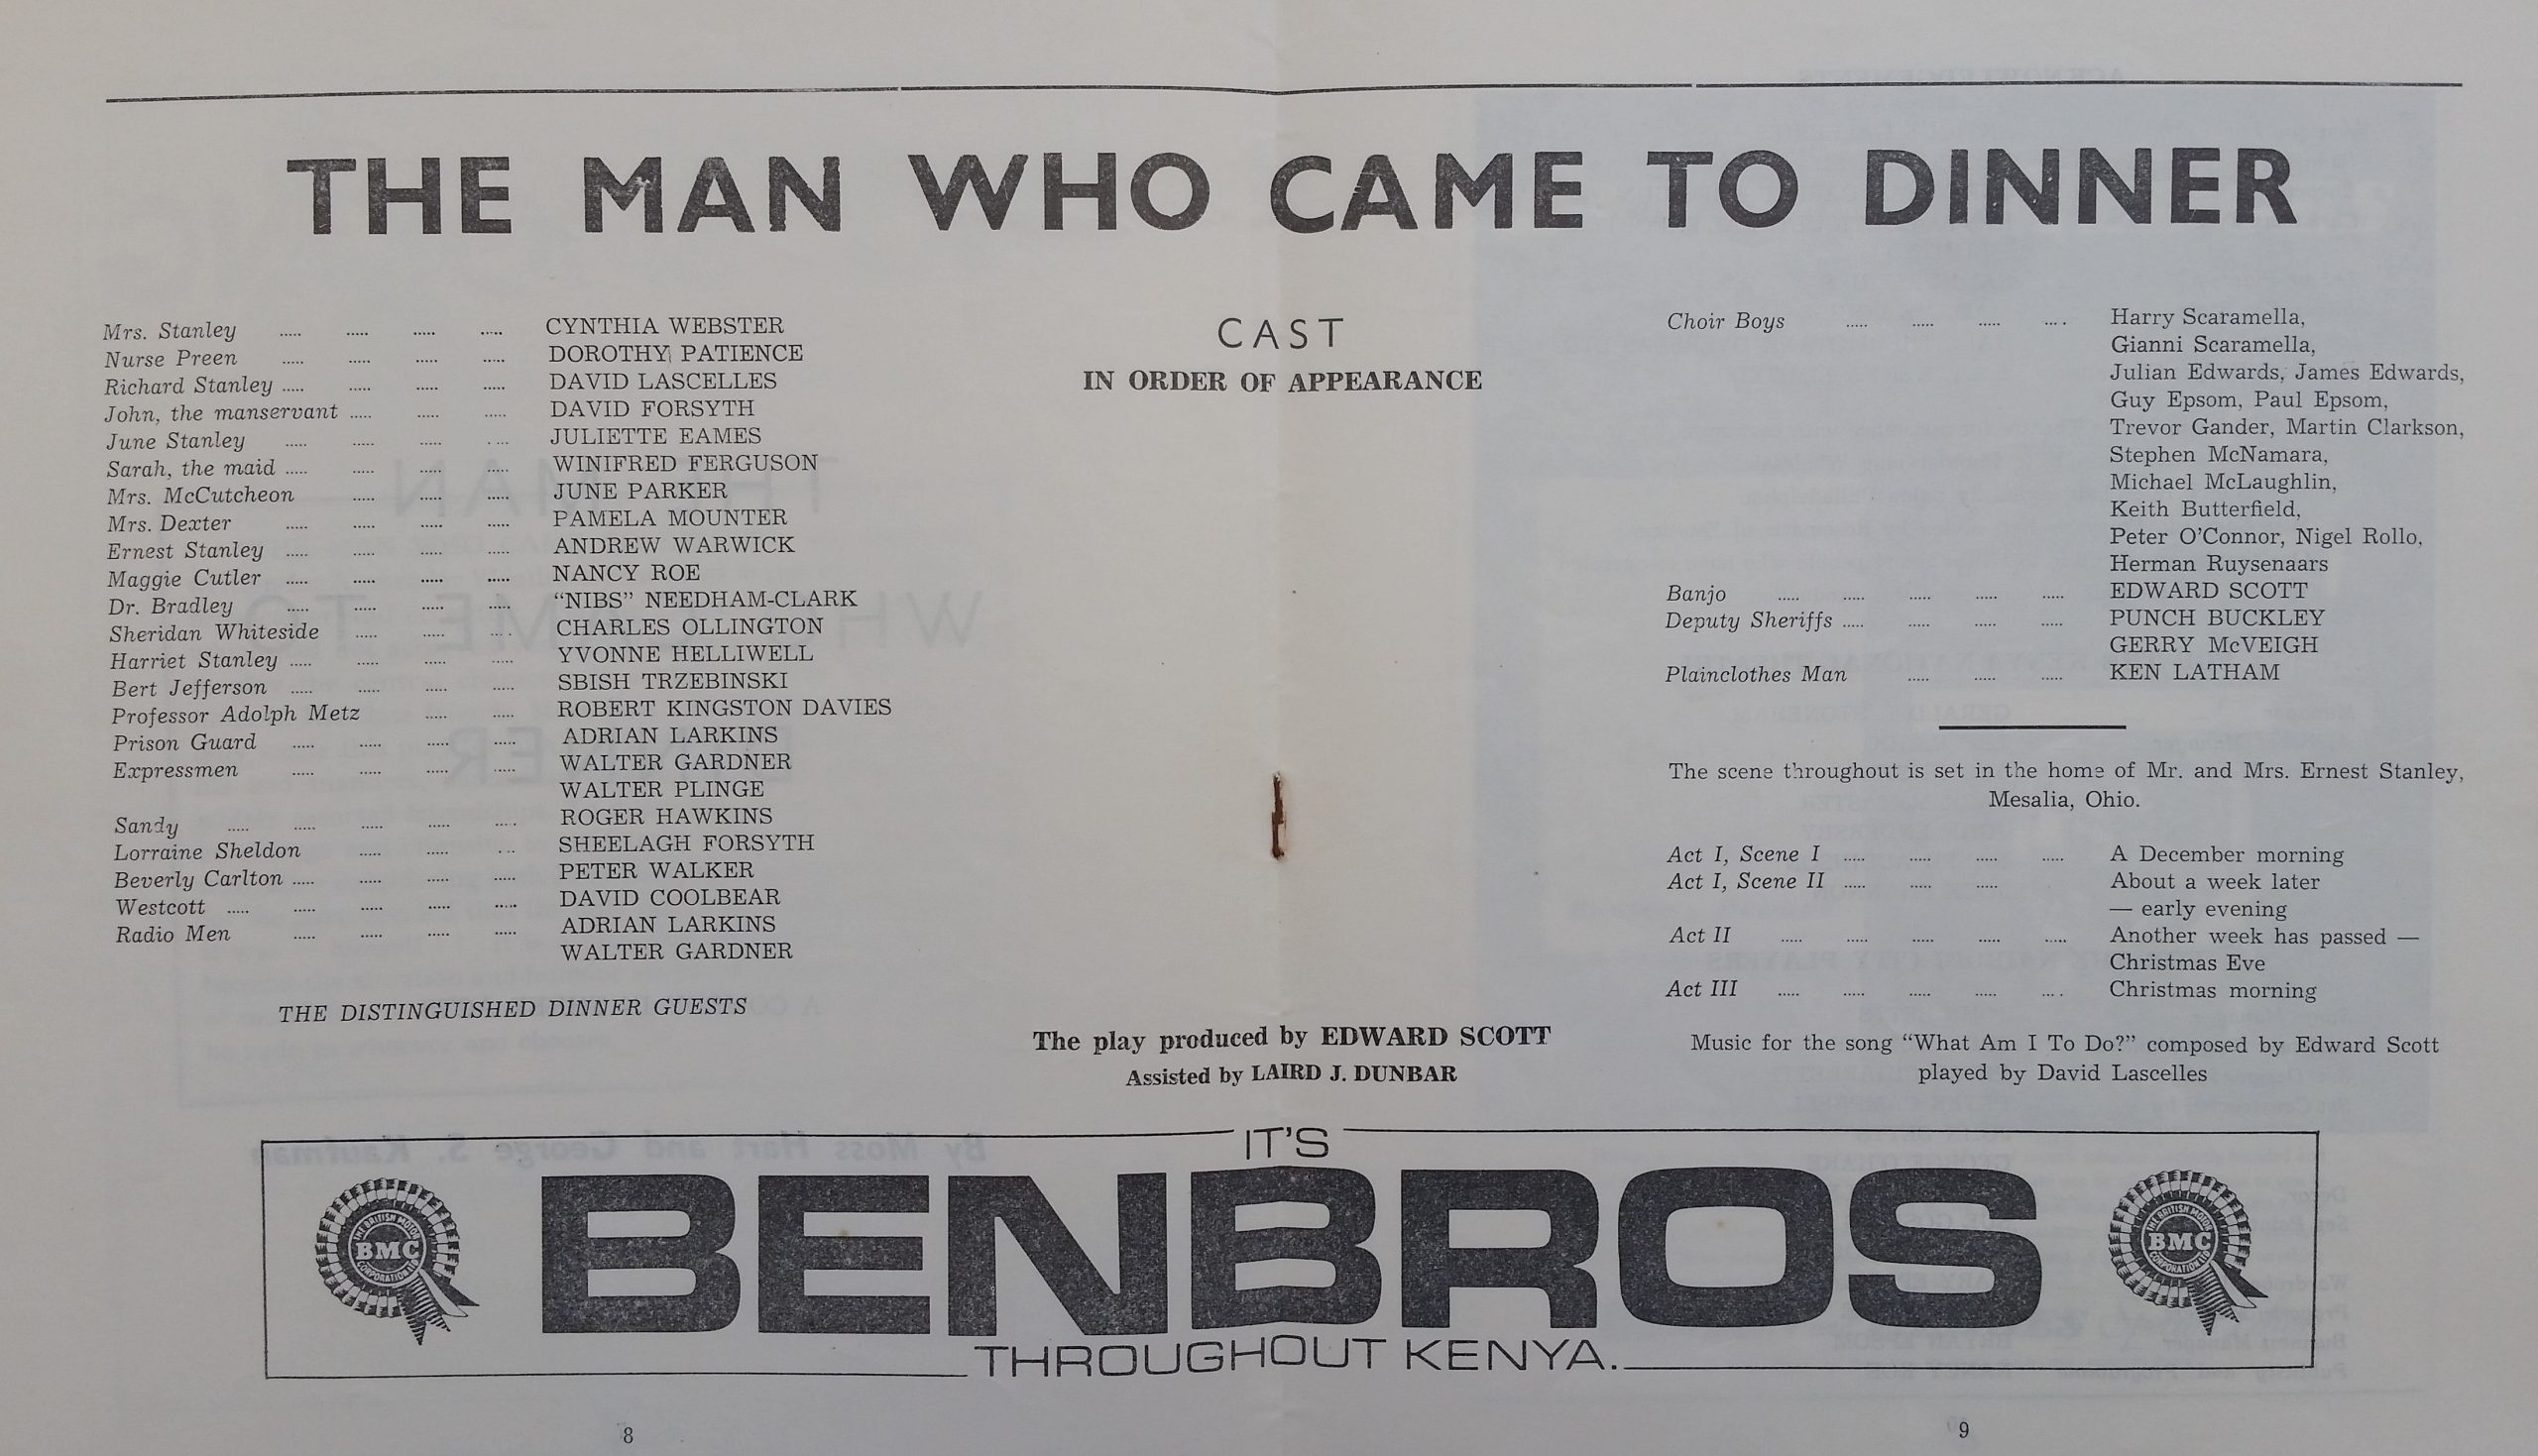 THE MAN WHO CAME TO DINNER
Mrs. Stanley ..... ..... ..... ..... CYNTHIA WEBSTER
Nurse Preen ..... ..... ..... ..... DOROTHY PATIENCE
Richard Stanley ..... ..... ..... ..... DAVID LASCELLES
John, the manservant ..... ..... ..... DAVID FORSYTH
June Stanley ..... ..... ..... ..... JULIETTE EAMES
Sarah, the maid ..... ..... ..... ..... WINIFRED FERGUSON
Mrs. McCutcheon ..... ..... ..... JUNE PARKER
Mrs. Dexter ..... ..... ..... ..... PAMELA MOUNTER
Ernest Stanley ..... ..... ..... ..... ANDREW WARWICK
Maggie Cutler ..... ..... ..... ..... NANCY ROE
Dr. Bradley ..... ..... ..... ..... “NIBS” NEEDHAM-CLARK
Sheridan Whiteside ..... ..... ..... CHARLES OLLINGTON
Harriet Stanley ..... ..... ..... ..... YVONNE HELLIWELL
Bert Jefferson ..... ..... ..... ..... SBISH TRZEBINSKI
Professor Adolph Metz ..... ..... ROBERT KINGSTON DAVIES
Prison Guard ..... ..... ..... ..... ADRIAN LARKINS
Expressmen ..... ..... ..... ..... WALTER GARDNER
WALTER PLINGE
Sandy ..... ..... ..... ..... ..... ROGER HAWKINS
Lorraine Sheldon ..... ..... ... SHEELAGH FORSYTH
Beverly Carlton ..... ..... ..... ..... PETER WALKER
Westcott ..... ..... ..... ..... ..... DAVID COOLBEAR
Radio Men ..... ..... ..... ..... ADRIAN LARKINS
WALTER GARDNER
THE DISTINGUISHED DINNER GUESTS
CAST
IN ORDER OF APPEARANCE
The play produced by EDWARD SCOTT
Assisted by LAIRD J. DUNBAR
Choir Boys ..... ..... ..... .... Harry Scaramella,
Gianni Scaramella,
Julian Edwards, James Edwards,
Guy Epsom, Paul Epsom,
Trevor Gander, Martin Clarkson,
Stephen McNamara,
Michael McLaughlin,
Keith Butterfield,
Peter O’Connor, Nigel Rollo,
Herman Ruysenaars
Banjo ..... ..... ..... ..... ..... EDWARD SCOTT
Deputy Sheriffs ..... ..... ..... ..... PUNCH BUCKLEY
GERRY McVEIGH
Plainclothes Man ..... ..... ..... KEN LATHAM
The scene throughout is set in the home of Mr. and Mrs. Ernest Stanley,
Mesalia, Ohio.
Act I, Scene I ..... ..... ..... ..... A December morning
Act I, Scene II ..... ..... ..... About a week later
— early evening
Act II ..... ..... ..... ..... ..... Another week has passed —
Christmas Eve
Act III ..... ..... ..... ..... .... Christmas morning
Music for the song “What Am I To Do?” composed by Edward Scott
played by David Lascelles
IT'S
BENBROS
THROUGHOUT KENYA.
THE BRITISH MOTOR
BMC
CORPORATION LTD
THE BRITISH MOTOR
BMC
CORPORATION LTD
8
9